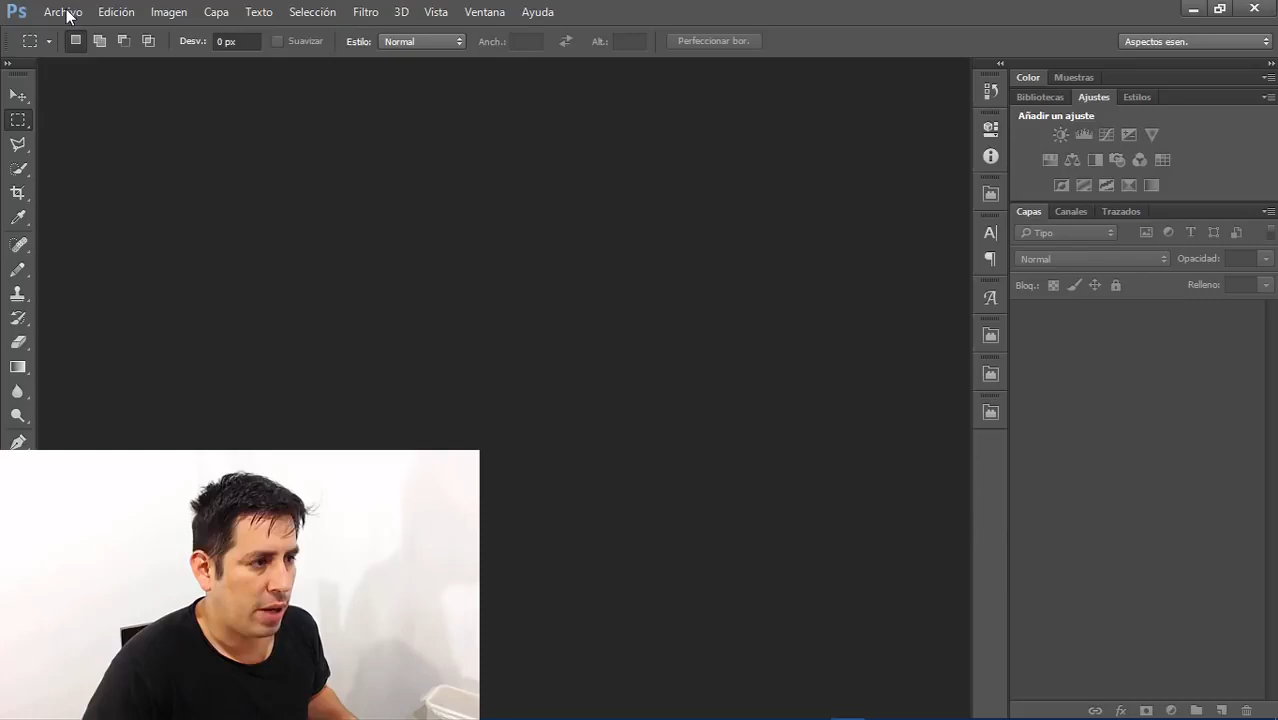 Ps Archivo Edición Imagen Capa Texto Selección Filtro 3D Vista Ventana Ayuda
Desv.: 0 px Suavizar Estilo: Normal Anch.: Alt.: Perfeccionar bor. Aspectos esen.
Color Muestras
Bibliotecas Ajustes Estilos
Añadir un ajuste
Capas Canales Trazados
Tipo
Normal Opacidad:
Bloq.: Relleno: